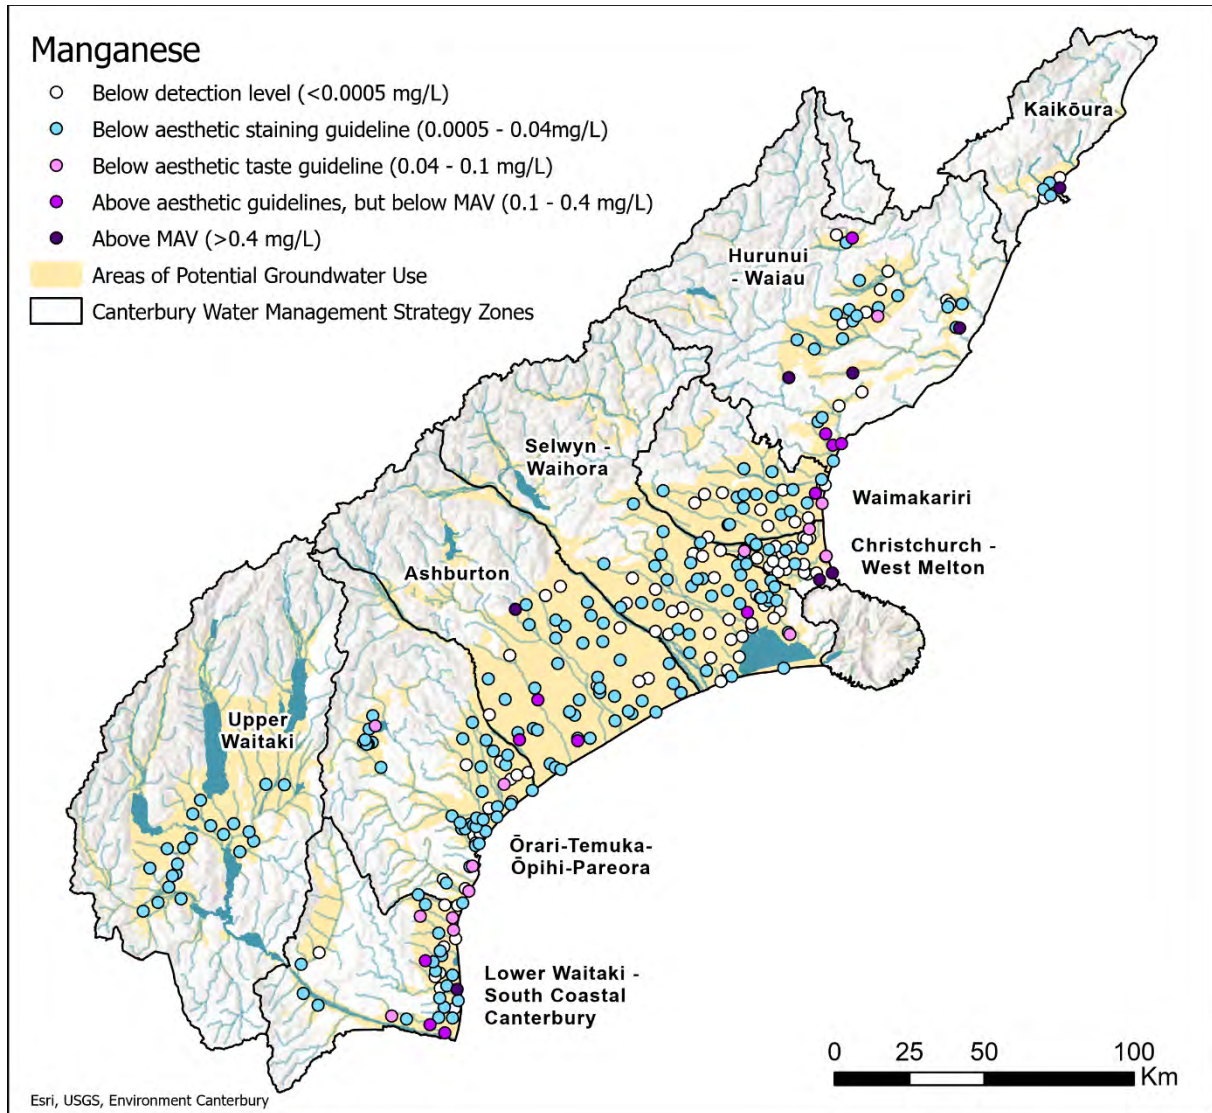 Manganese
Below detection level (<0.0005 mg/L)
Below aesthetic staining guideline (0.0005 - 0.04mg/L)
Below aesthetic taste guideline (0.04 - 0.1 mg/L)
Above aesthetic guidelines, but below MAV (0.1 - 0.4 mg/L)
Above MAV (>0.4 mg/L)
Areas of Potential Groundwater Use
Canterbury Water Management Strategy Zones
Kaikōura
Hurunui
- Waiau
Selwyn -
Waihora
Waimakariri
Christchurch -
West Melton
Ashburton
Upper
Waitaki
Ōrari-Temuka-
Ōpihi-Pareora
Lower Waitaki -
South Coastal
Canterbury
0 25 50 100
Km
Esri, USGS, Environment Canterbury